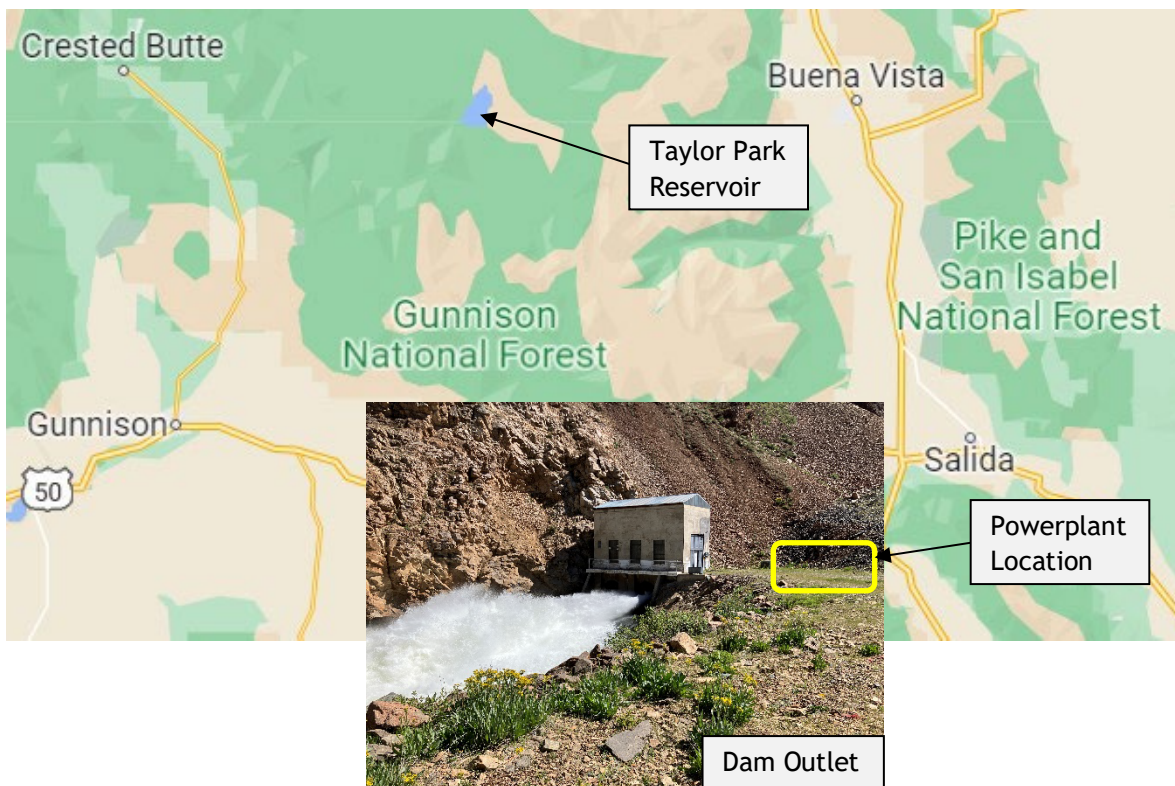 Crested Butte
Buena Vista
Taylor Park
Reservoir
Pike and
San Isabel
National Forest
Gunnison
National Forest
Gunnison
50
Salida
Powerplant
Location
Dam Outlet